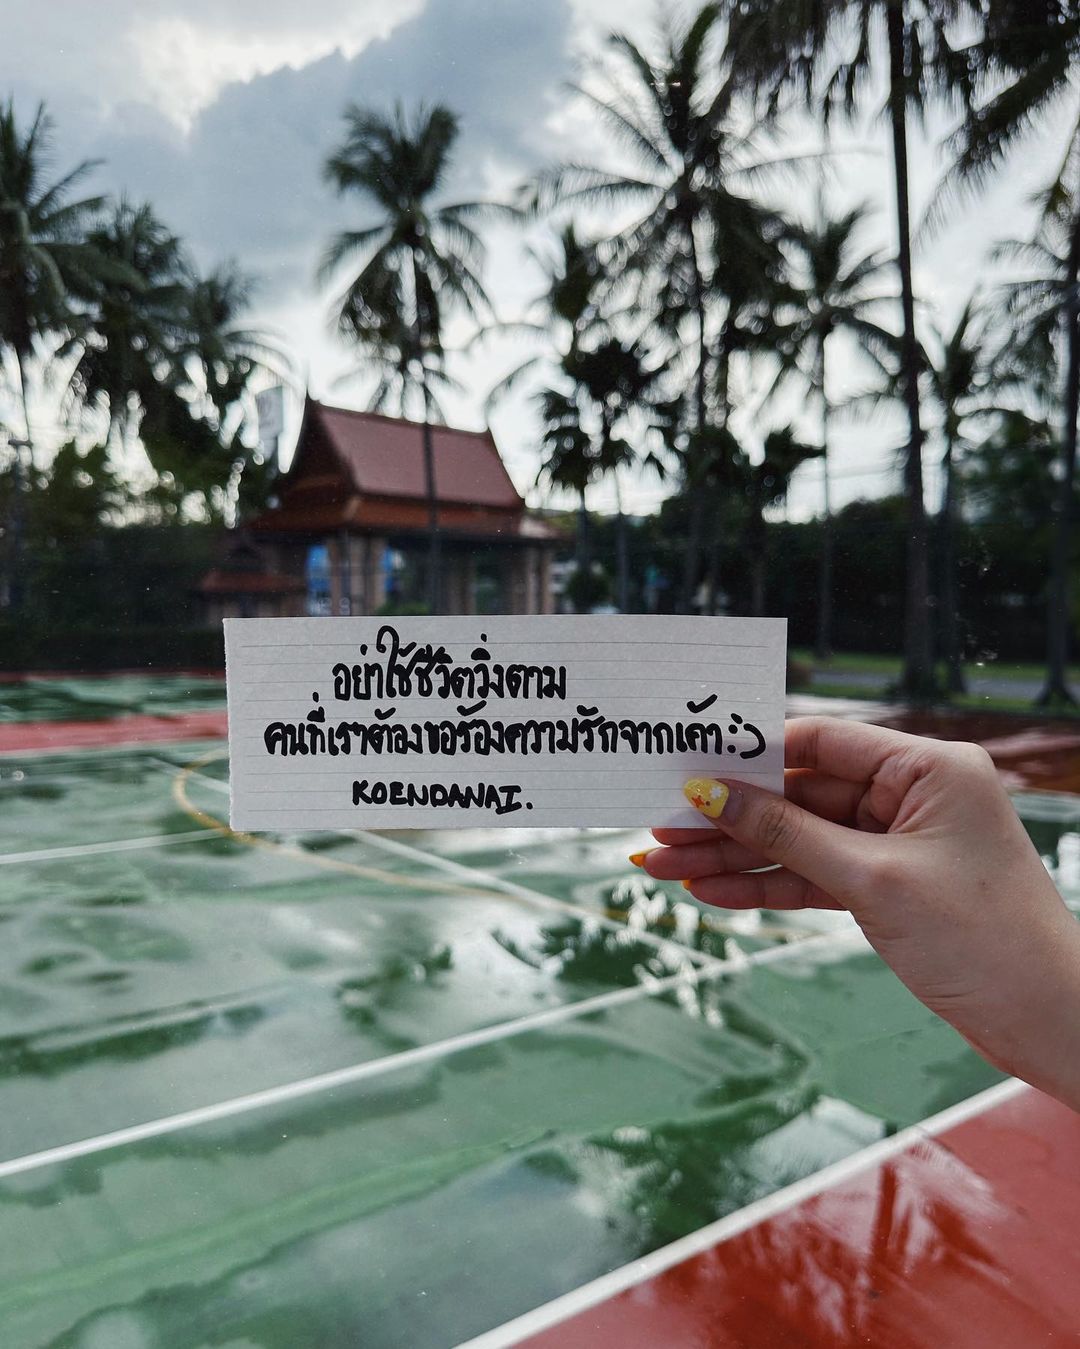 อย่าใช้ชีวิตวิ่งตาม
คนที่เราต้องขอร้องความรักจากเค้า:)
KOENDANAI.